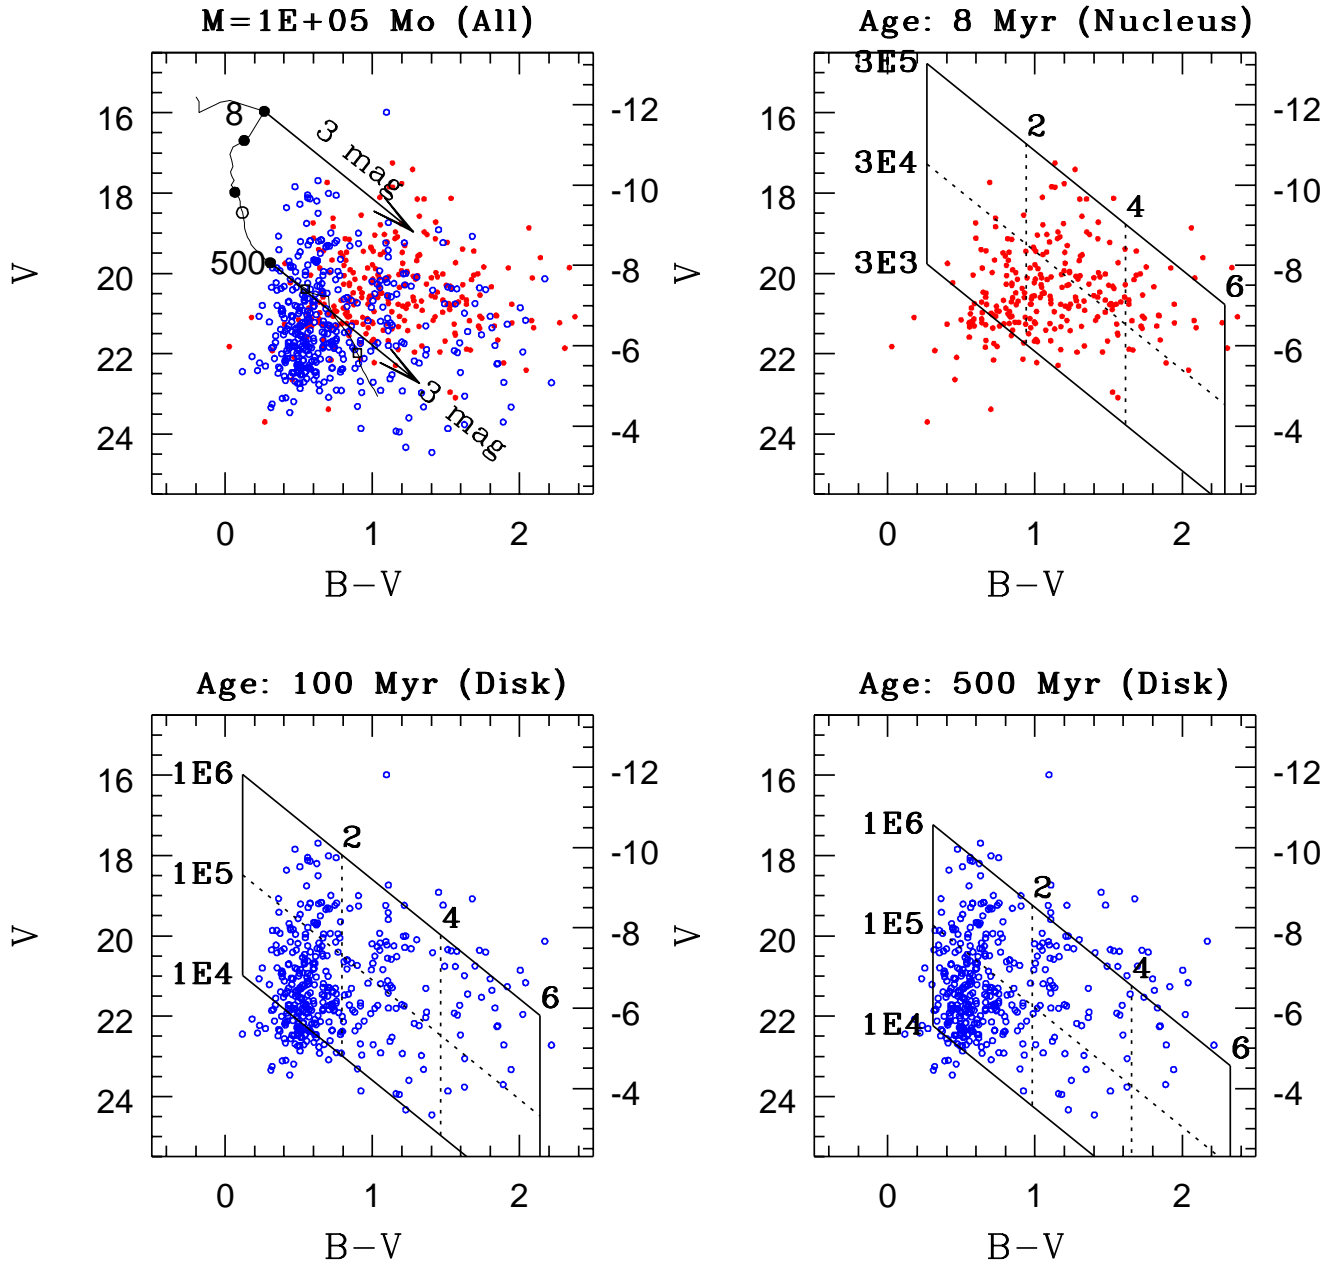 M=1E+05 Mo (All)
16
18
20
22
24
-12
-10
-8
-6
-4
V
8
500
3 mag
3 mag
0 1 2
B-V
Age: 8 Myr (Nucleus)
16
18
20
22
24
-12
-10
-8
-6
-4
V
3E5
3E4
3E3
2
4
6
0 1 2
B-V
Age: 100 Myr (Disk)
16
18
20
22
24
-12
-10
-8
-6
-4
V
1E6
1E5
1E4
2
4
6
0 1 2
B-V
Age: 500 Myr (Disk)
16
18
20
22
24
-12
-10
-8
-6
-4
V
1E6
1E5
1E4
2
4
6
0 1 2
B-V